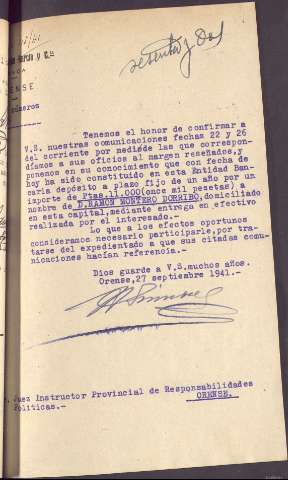 setenta y dos
ENSE
números
Tenemos el honor de confirmar a
V.S. nuestras comunicaciones fechas 22 y 26
del corriente por mediode las que correspon-
díamos a sus oficios al margen reseñados,y
ponemos en su conocimiento que con fecha de
hoy ha sido constituido en esta Entidad Ban-
caria depósito a plazo fijo de un año por un
importe de Ptas.11.000(once mil pesetas) a
nombre de D.RAMON MONTERO DORRIBO,domiciliado
en esta capital,mediante entrega en efectivo
realizada por el interesado.-
Lo que a los efectos oportunos
consideramos necesario participarle,por tra-
tarse del expedientado a que sus citadas comu-
nicaciones hacían referencia.-
Dios guarde a V.S.muchos años.
Orense,27 septiembre 1941.-
Juez Instructor Provincial de Responsabilidades
Políticas.-
ORENSE.